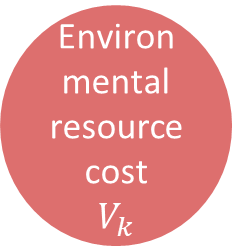 Environ
mental
resource
cost
V_k